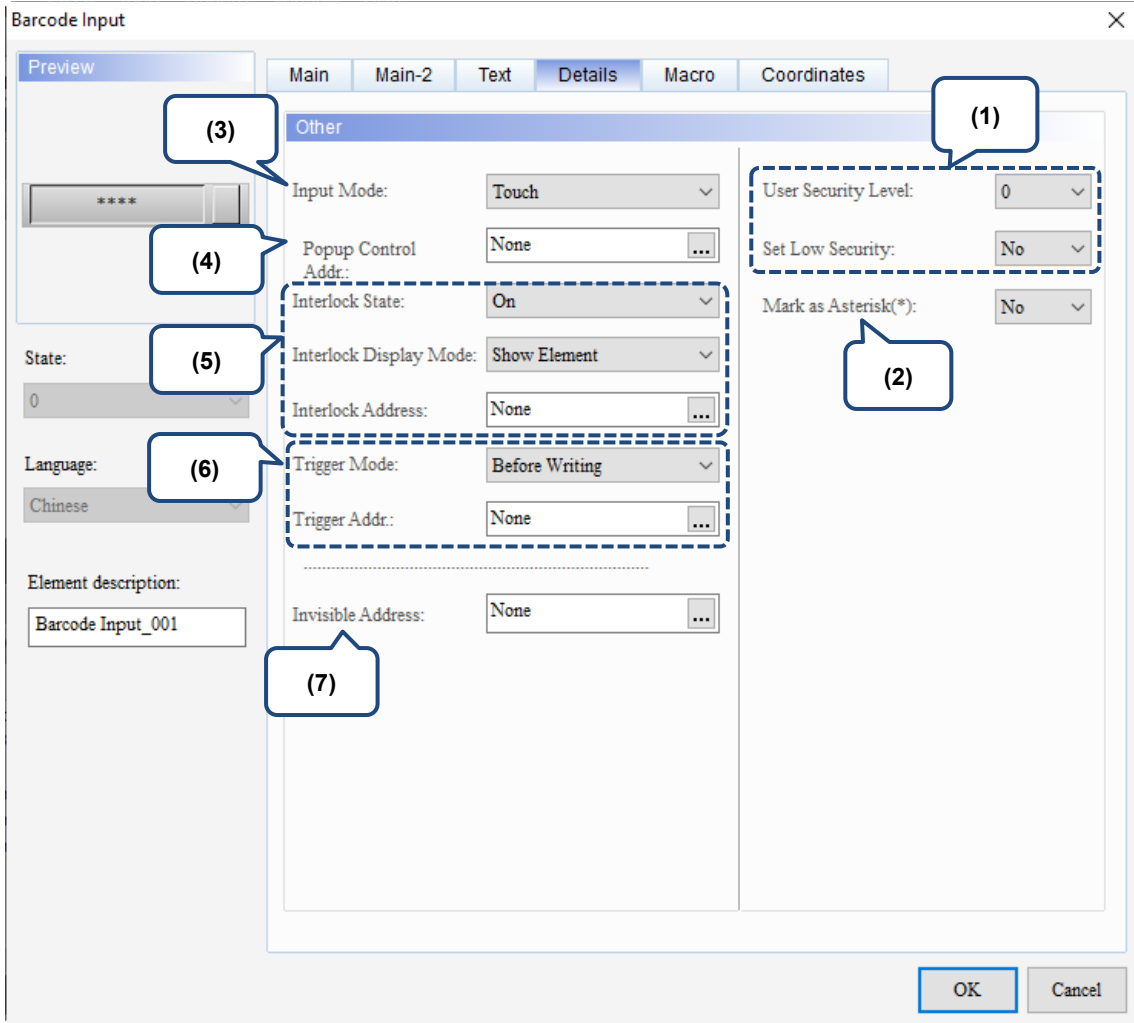 Barcode Input
Preview
Main Main-2 Text Details Macro Coordinates
(1)
(3)
Other
Input Mode: Touch
User Security Level: 0
****
(4)
Popup Control
Addr.:
None
...
Set Low Security: No
Interlock State: On
Mark as Asterisk(*): No
(2)
State:
0
(5)
Interlock Display Mode: Show Element
Interlock Address: None ...
Language:
Chinese
(6)
Trigger Mode: Before Writing
Trigger Addr.: None ...
Element description:
Barcode Input_001
Invisible Address: None ...
(7)
OK Cancel